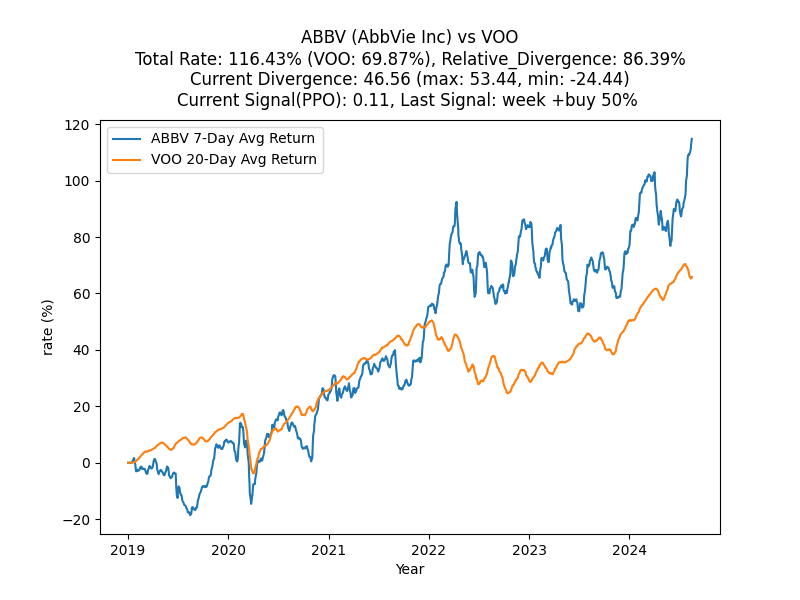 ABBV (AbbVie Inc) vs VOO
Total Rate: 116.43% (VOO: 69.87%), Relative_Divergence: 86.39%
Current Divergence: 46.56 (max: 53.44, min: -24.44)
Current Signal(PPO): 0.11, Last Signal: week +buy 50%
ABBV 7-Day Avg Return
VOO 20-Day Avg Return
rate (%)
120
100
80
60
40
20
0
−20
2019 2020 2021 2022 2023 2024
Year